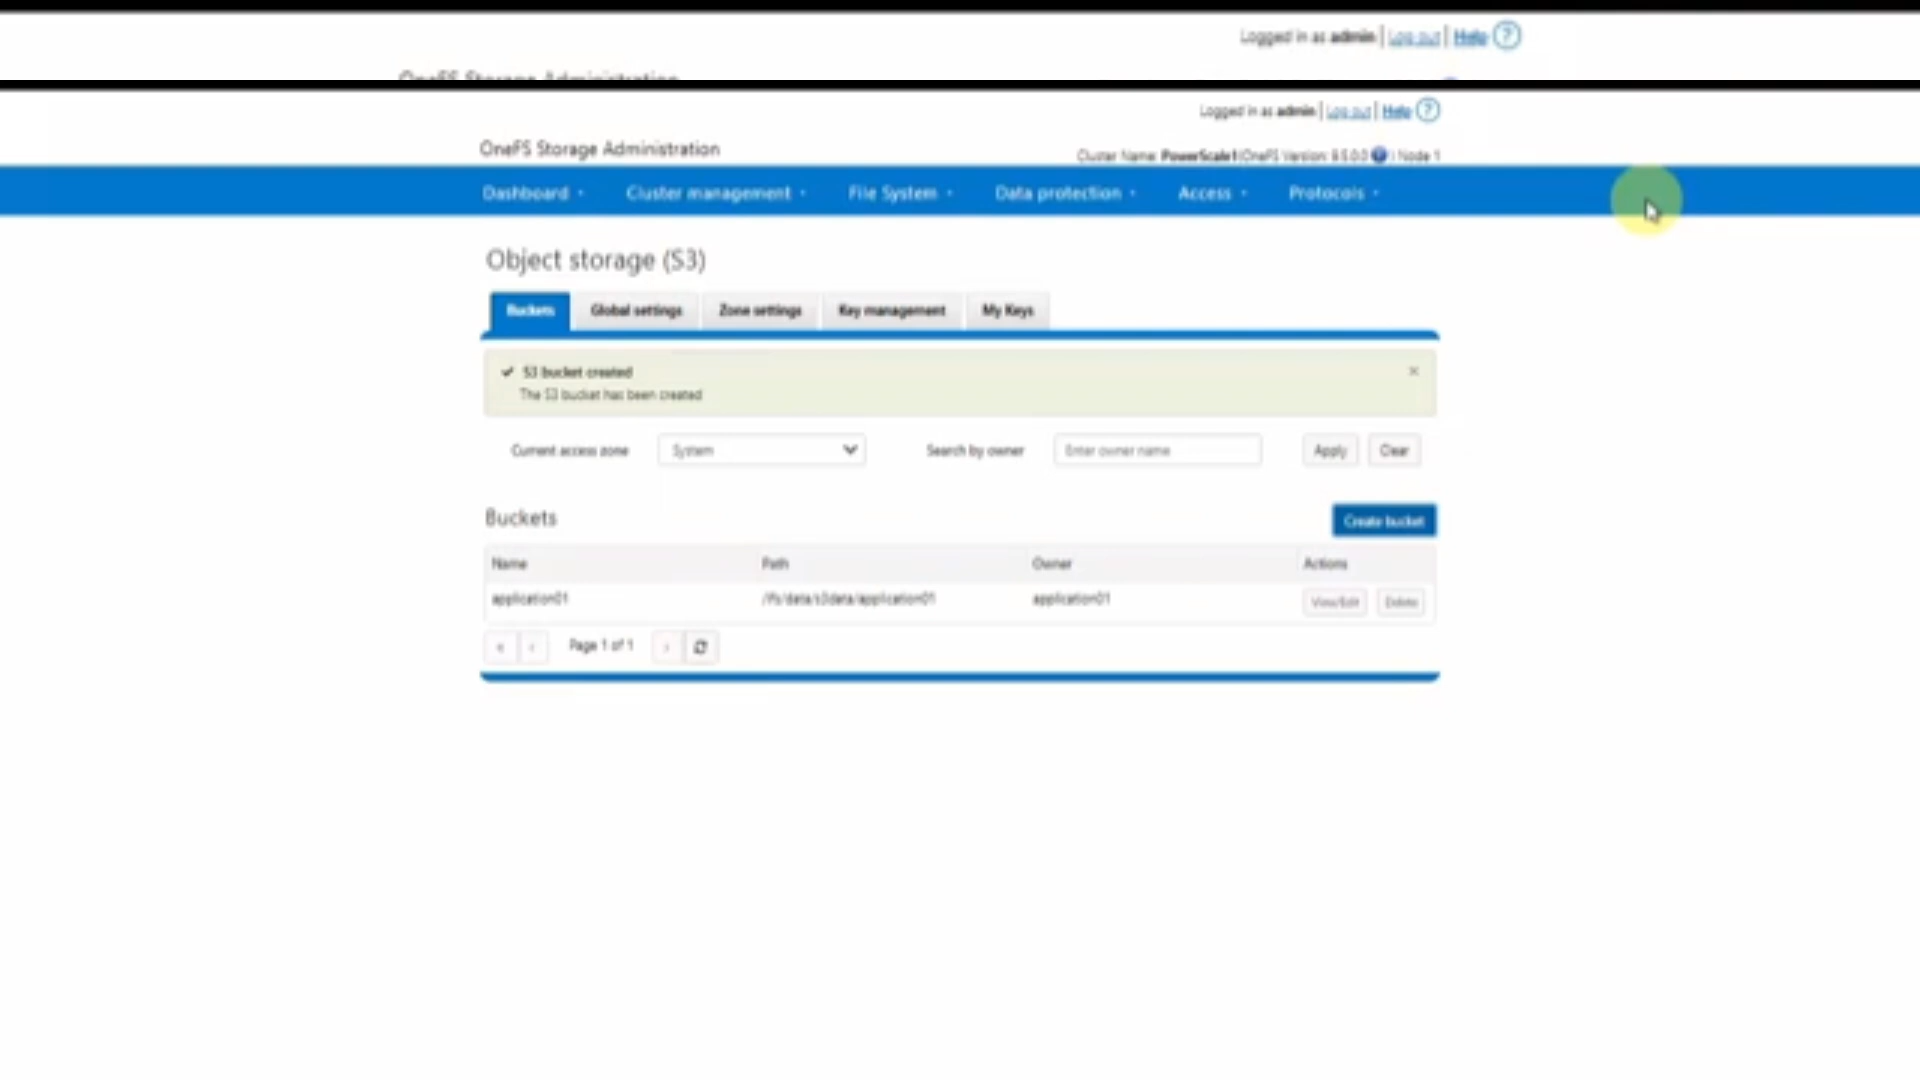 Logged in as admin | Log out | Help ?
OneFS Storage Administration
Logged in as admin | Log out | Help ?
OneFS Storage Administration
Cluster Name: PowerScale1 (OneFS Version: 9.5.0.0 | Node 1
Dashboard Cluster management File System Data protection Access Protocols
Object storage (S3)
Buckets Global settings Zone settings Key management My Keys
S3 bucket created
The S3 bucket has been created
Current access zone System Search by owner Enter owner name Apply Clear
Buckets
Create bucket
Name Path Owner Actions
application01 /ifs/data/s3data/application01 application01 View/Edit Delete
Page 1 of 1